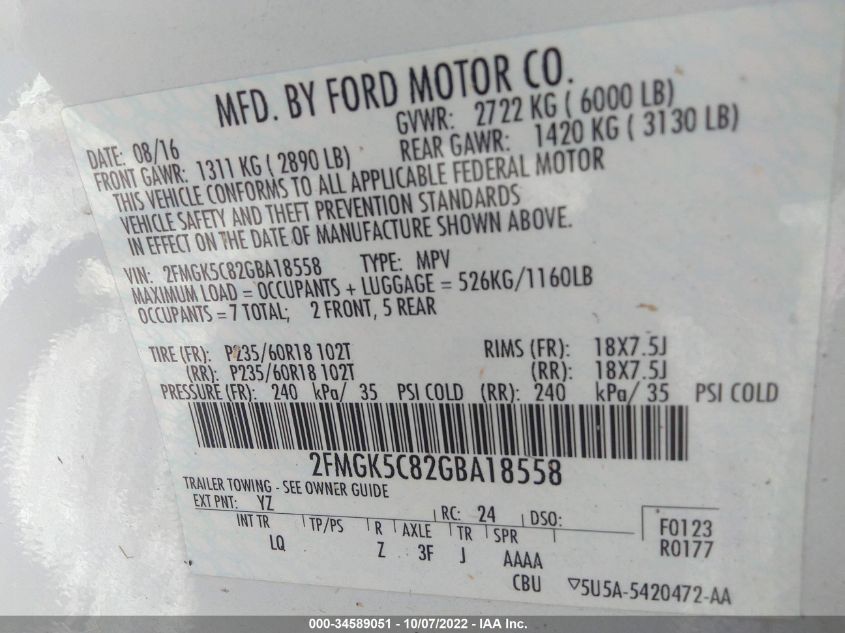 MFD. BY FORD MOTOR CO.
DATE: 08/16 GVWR: 2722 KG ( 6000 LB)
FRONT GAWR: 1311 KG ( 2890 LB) REAR GAWR: 1420 KG ( 3130 LB)
THIS VEHICLE CONFORMS TO ALL APPLICABLE FEDERAL MOTOR
VEHICLE SAFETY AND THEFT PREVENTION STANDARDS
IN EFFECT ON THE DATE OF MANUFACTURE SHOWN ABOVE.
VIN: 2FMGK5C82GBA18558 TYPE: MPV
MAXIMUM LOAD = OCCUPANTS + LUGGAGE = 526KG/1160LB
OCCUPANTS = 7 TOTAL; 2 FRONT, 5 REAR
TIRE (FR): P235/60R18 102T RIMS (FR): 18X7.5J
(RR): P235/60R18 102T (RR): 18X7.5J
PRESSURE (FR): 240 kPa/ 35 PSI COLD (RR): 240 kPa/ 35 PSI COLD
2FMGK5C82GBA18558
TRAILER TOWING - SEE OWNER GUIDE
EXT PNT: YZ RC: 24 DSO: F0123
INT TR TP/PS R AXLE TR SPR R0177
LQ Z 3F J AAAA
CBU ▽5U5A-5420472-AA
000-34589051 - 10/07/2022 - IAA Inc.